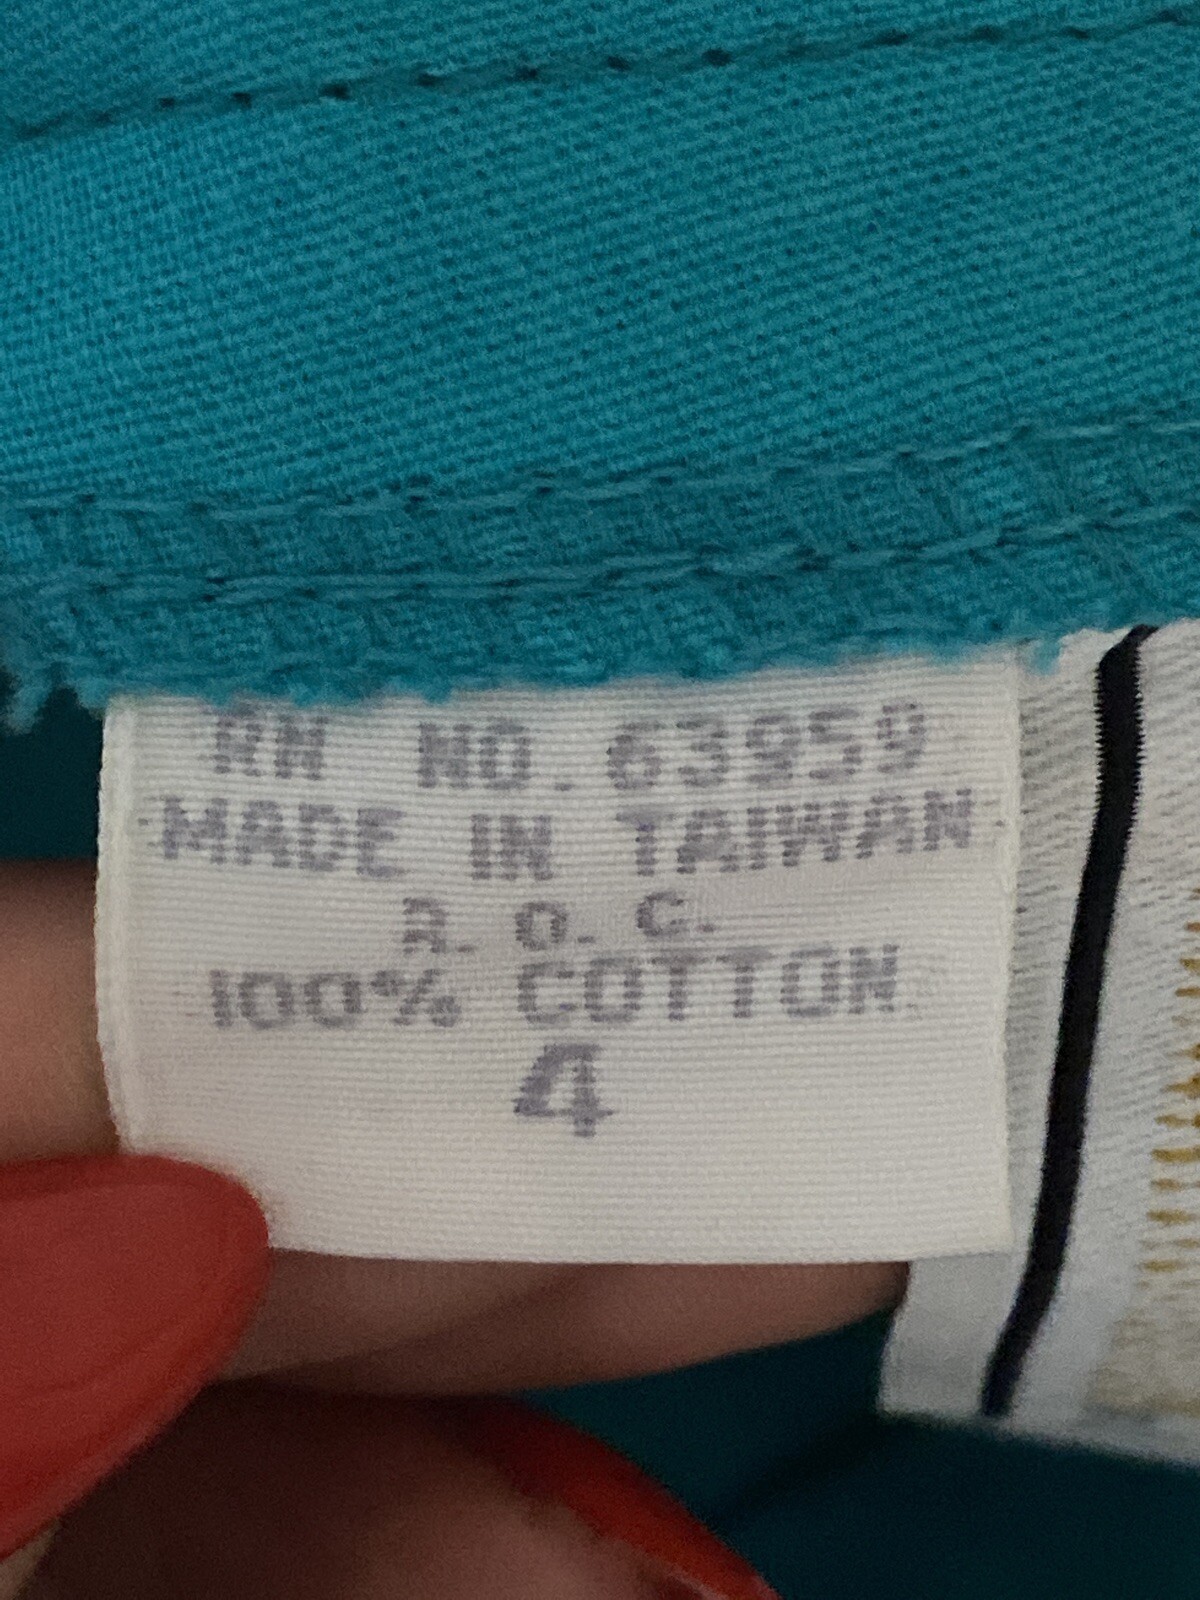 RN NO. 63959
MADE IN TAIWAN
R. O. C.
100% COTTON
4